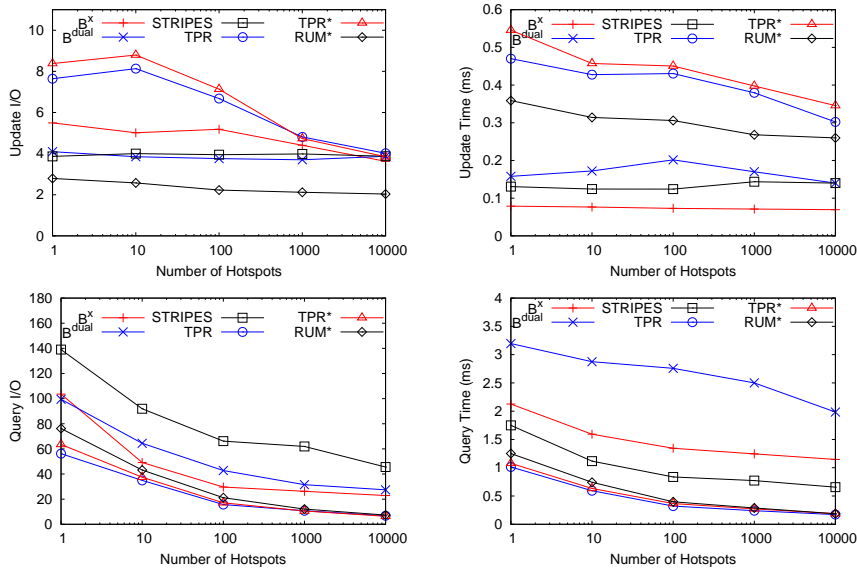 B^x STRIPES TPR*
B^dual TPR RUM*
Update I/O
10
8
6
4
2
0
1 10 100 1000 10000
Number of Hotspots
B^x STRIPES TPR*
B^dual TPR RUM*
Update Time (ms)
0.6
0.5
0.4
0.3
0.2
0.1
0
1 10 100 1000 10000
Number of Hotspots
B^x STRIPES TPR*
B^dual TPR RUM*
Query I/O
180
160
140
120
100
80
60
40
20
0
1 10 100 1000 10000
Number of Hotspots
B^x STRIPES TPR*
B^dual TPR RUM*
Query Time (ms)
4
3.5
3
2.5
2
1.5
1
0.5
0
1 10 100 1000 10000
Number of Hotspots